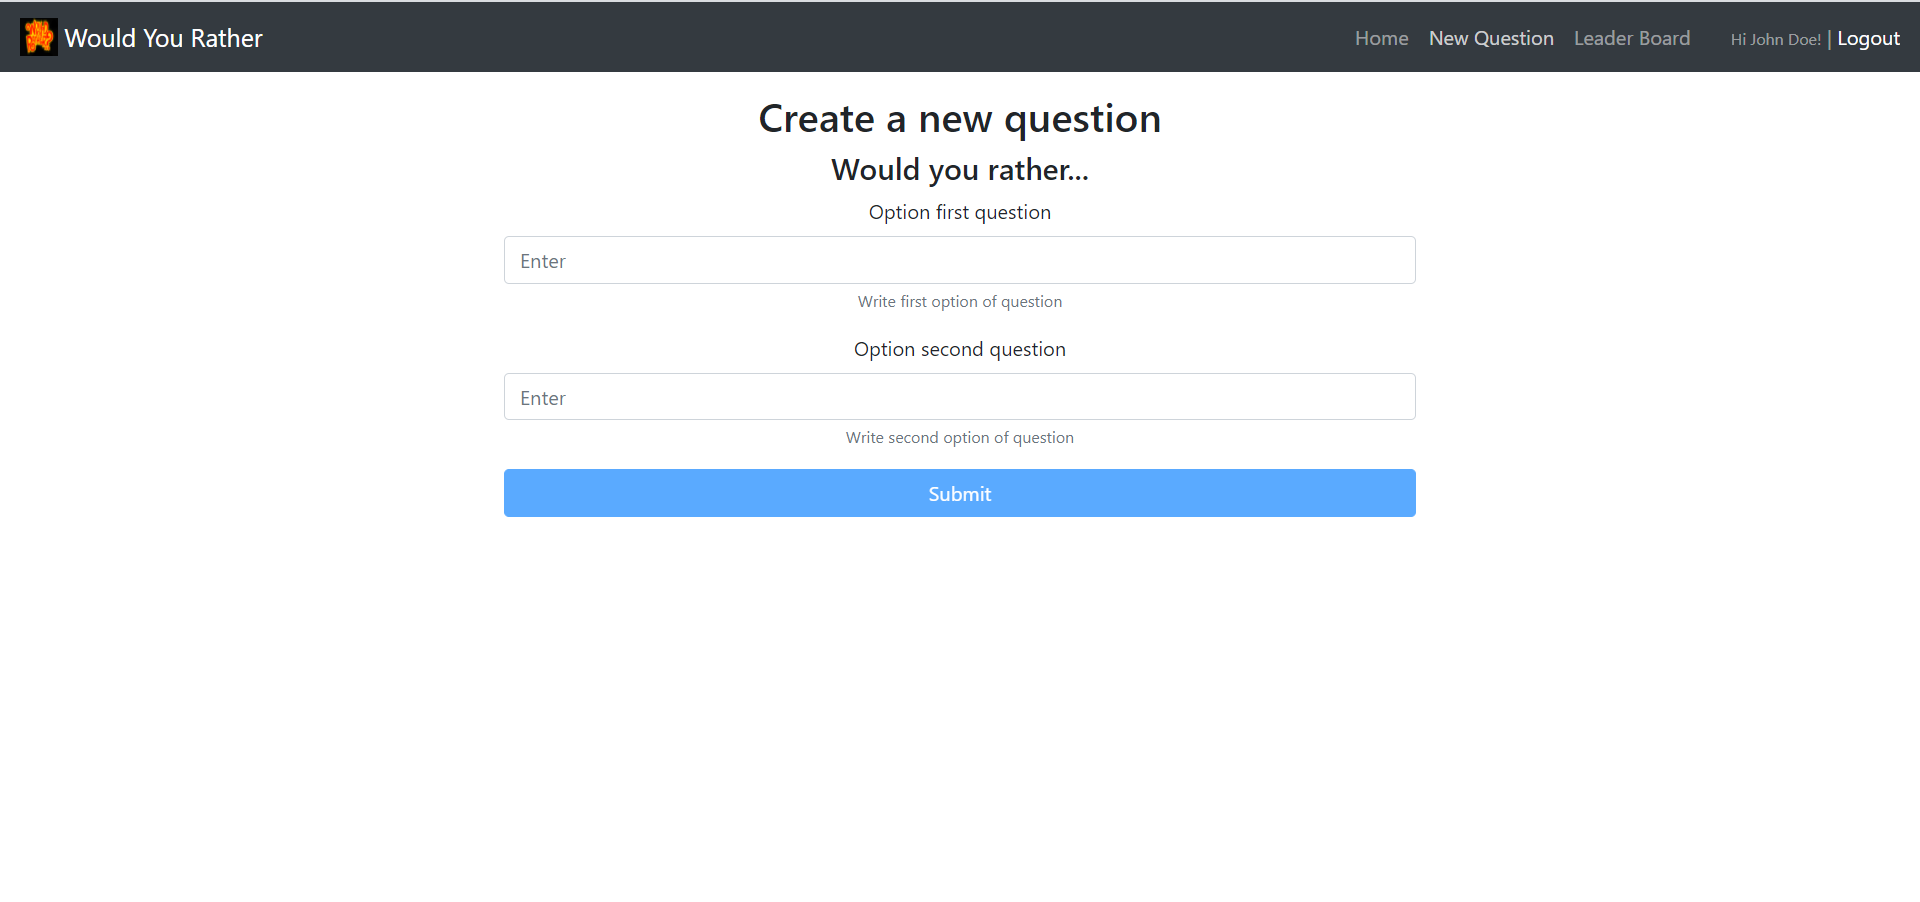 Would You Rather
Home New Question Leader Board Hi John Doe! | Logout
Create a new question
Would you rather...
Option first question
Enter
Write first option of question
Option second question
Enter
Write second option of question
Submit